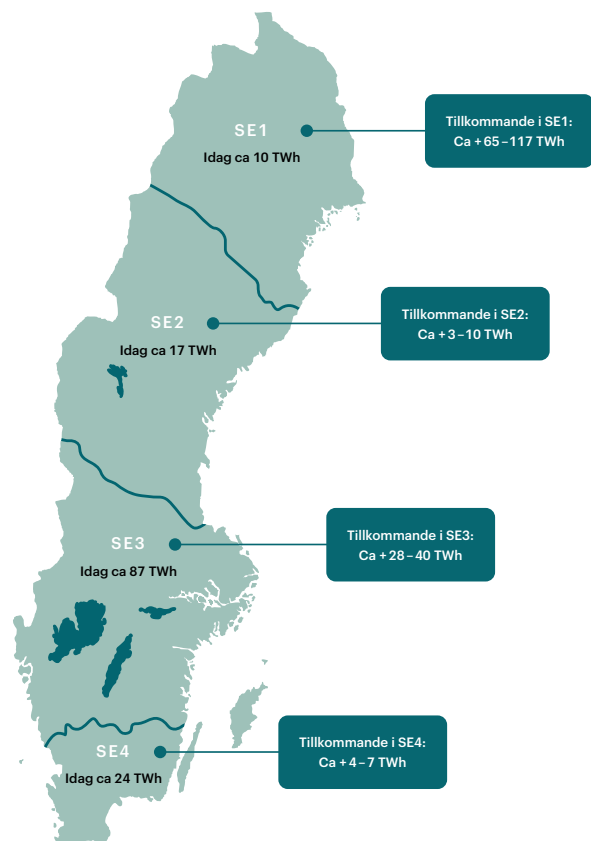 SE1
Idag ca 10 TWh
Tillkommande i SE1:
Ca + 65 – 117 TWh
SE2
Idag ca 17 TWh
Tillkommande i SE2:
Ca + 3 – 10 TWh
SE3
Idag ca 87 TWh
Tillkommande i SE3:
Ca + 28 – 40 TWh
SE4
Idag ca 24 TWh
Tillkommande i SE4:
Ca + 4 – 7 TWh